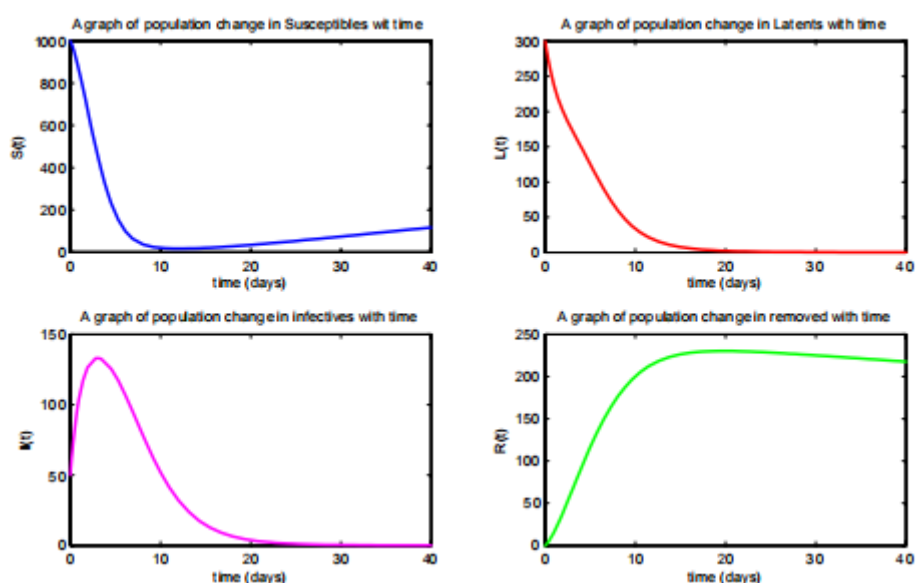 A graph of population change in Susceptibles wit time
1000
800
600
400
200
0
S(t)
0 10 20 30 40
time (days)
A graph of population change in Latents with time
300
250
200
150
100
50
0
L(t)
0 10 20 30 40
time (days)
A graph of population change in infectives with time
150
100
50
0
I(t)
0 10 20 30 40
time (days)
A graph of population change in removed with time
250
200
150
100
50
0
R(t)
0 10 20 30 40
time (days)